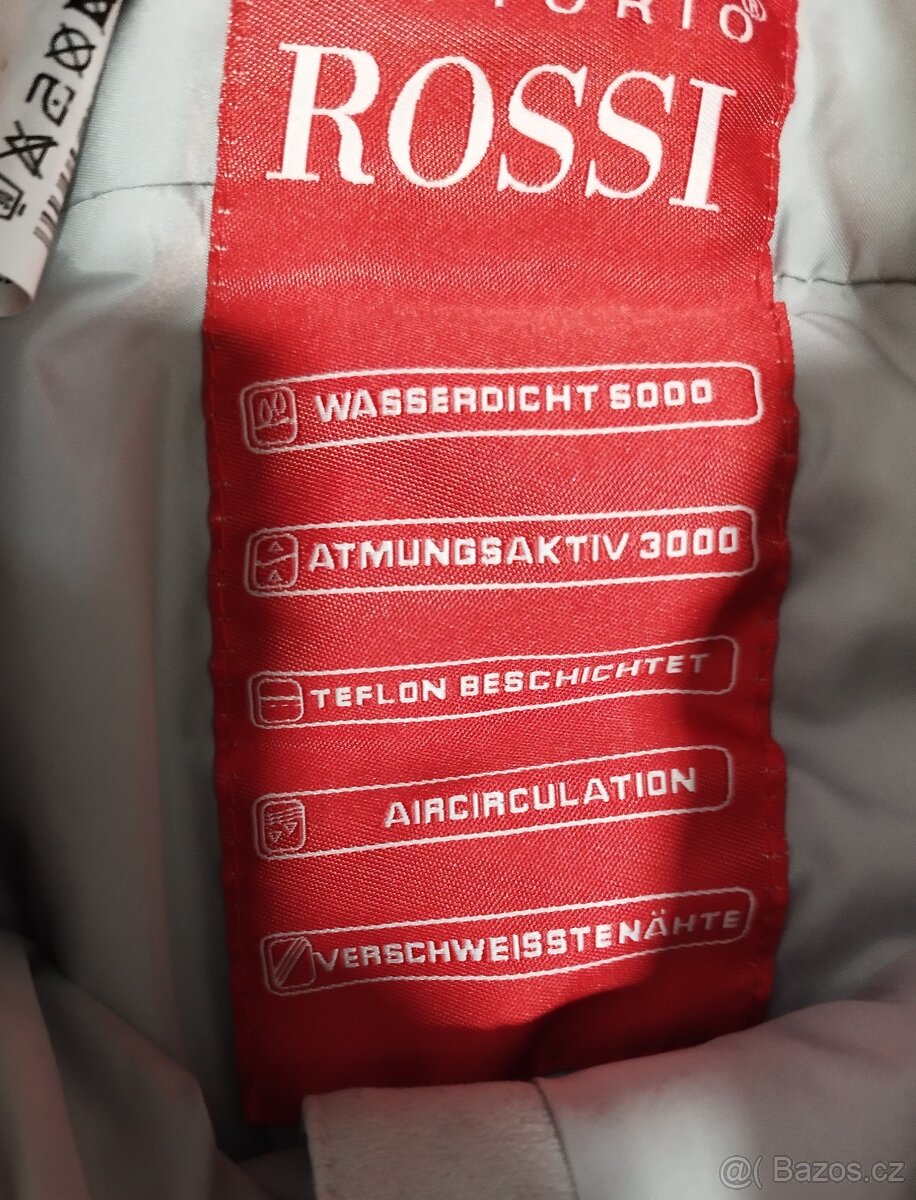 ROSSI
WASSERDICHT 5000
ATMUNGSAKTIV 3000
TEFLON BESCHICHTET
AIRCIRCULATION
VERSCHWEISSTENÄHTE
@( Bazos.cz